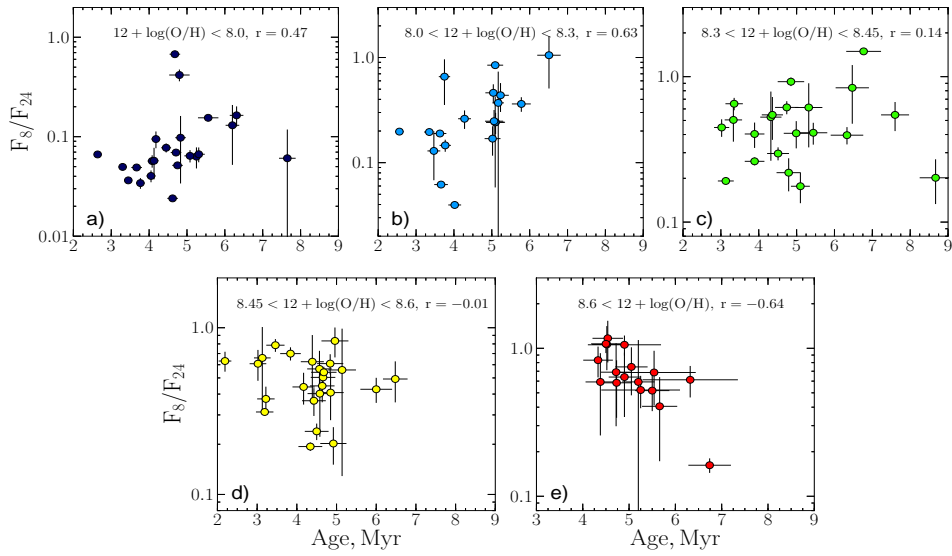 12 + log(O/H) < 8.0, r = 0.47
F₈/F₂₄
1.0
0.1
0.01
a)
2 3 4 5 6 7 8 9
8.0 < 12 + log(O/H) < 8.3, r = 0.63
1.0
0.1
b)
2 3 4 5 6 7 8 9
8.3 < 12 + log(O/H) < 8.45, r = 0.14
1.0
0.1
c)
2 3 4 5 6 7 8 9
8.45 < 12 + log(O/H) < 8.6, r = −0.01
F₈/F₂₄
1.0
0.1
d)
2 3 4 5 6 7 8 9
Age, Myr
8.6 < 12 + log(O/H), r = −0.64
1.0
0.1
e)
3 4 5 6 7 8 9
Age, Myr